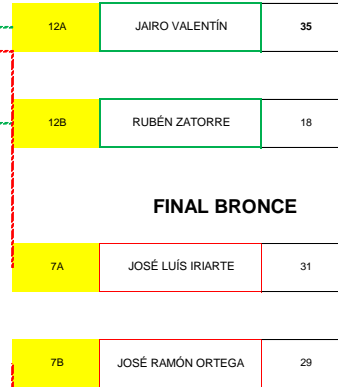 12A JAIRO VALENTÍN 35
12B RUBÉN ZATORRE 18
FINAL BRONCE
7A JOSÉ LUÍS IRIARTE 31
7B JOSÉ RAMÓN ORTEGA 29